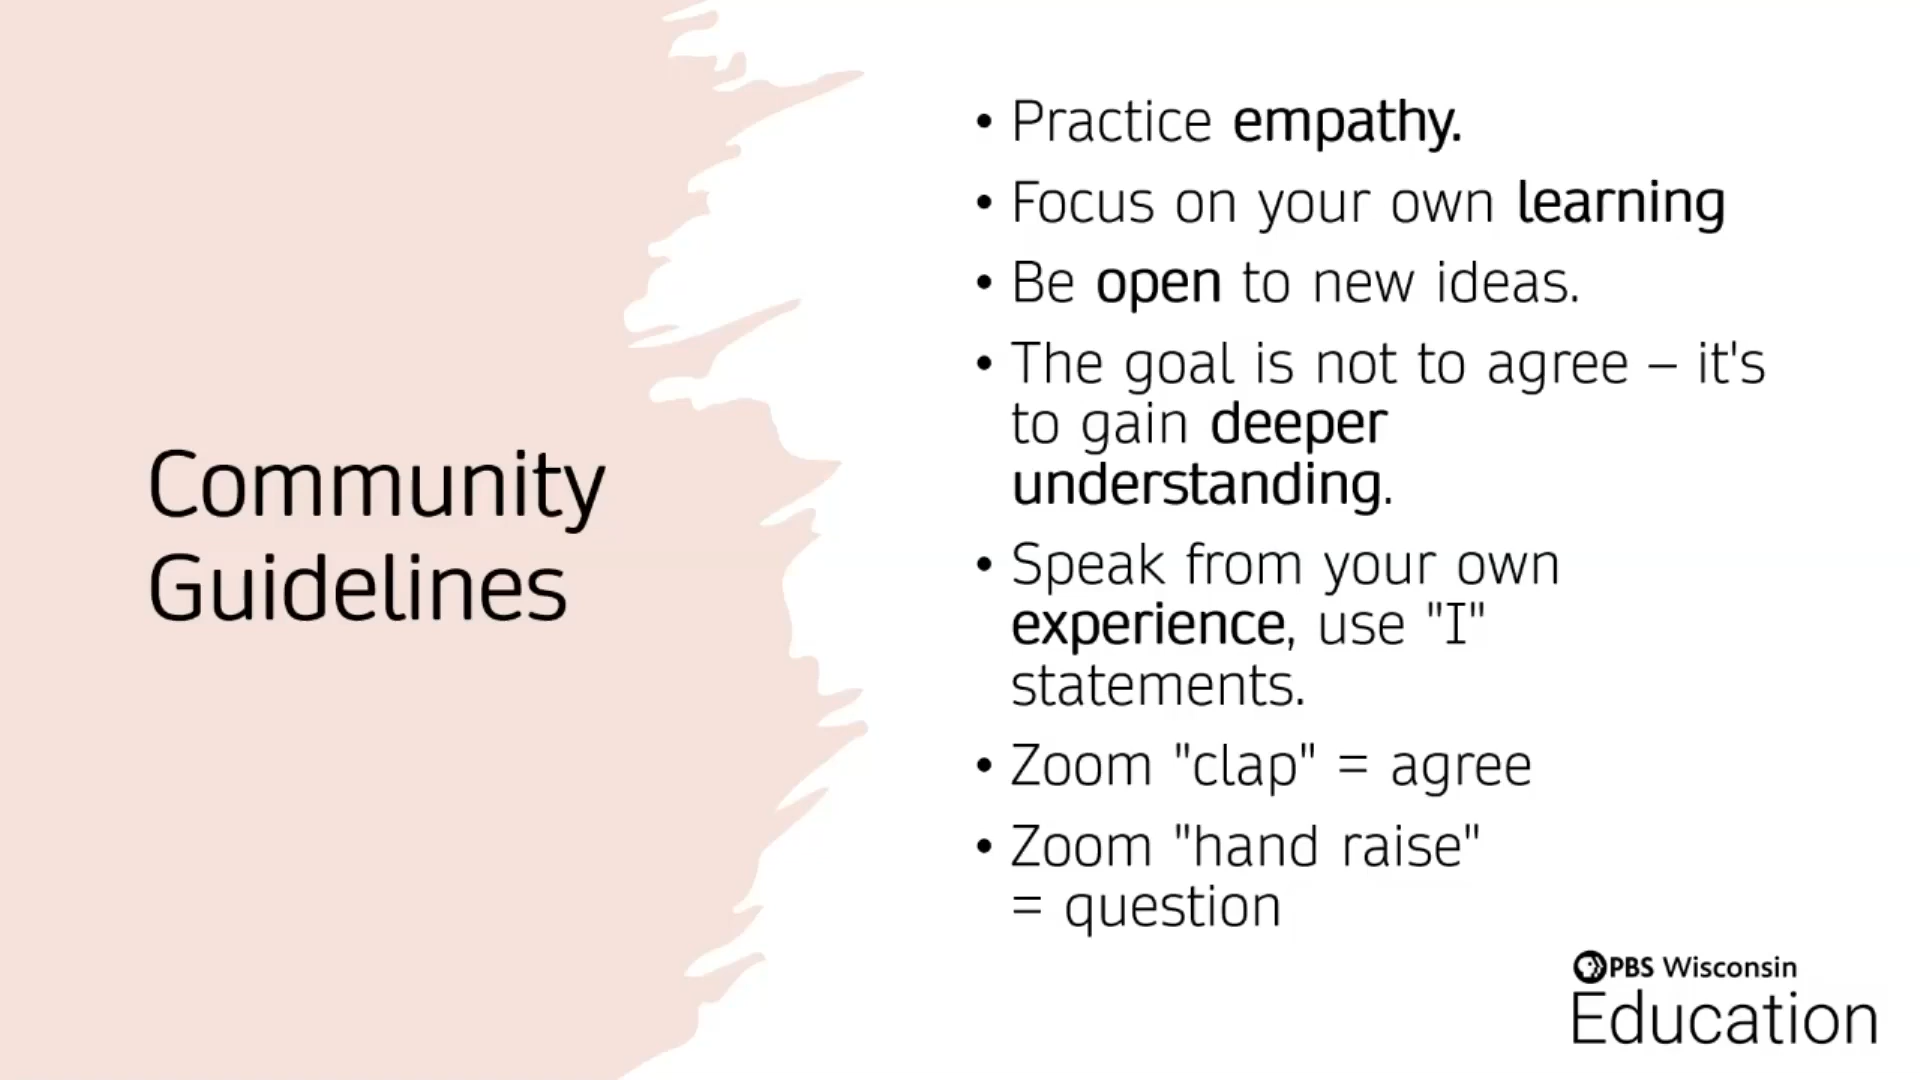 Community
Guidelines
• Practice empathy.
• Focus on your own learning
• Be open to new ideas.
• The goal is not to agree – it's
to gain deeper
understanding.
• Speak from your own
experience, use "I"
statements.
• Zoom "clap" = agree
• Zoom "hand raise"
= question
PBS Wisconsin
Education